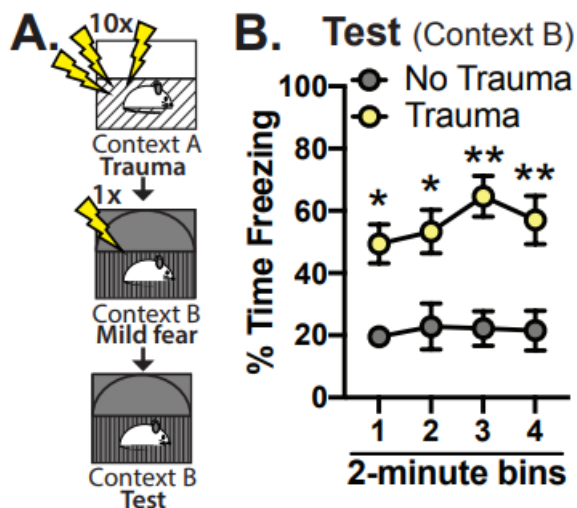 A.
10x
Context A
Trauma
1x
Context B
Mild fear
Context B
Test
B. Test (Context B)
No Trauma
Trauma
% Time Freezing
100
80
60
40
20
0
* * ** **
1 2 3 4
2-minute bins